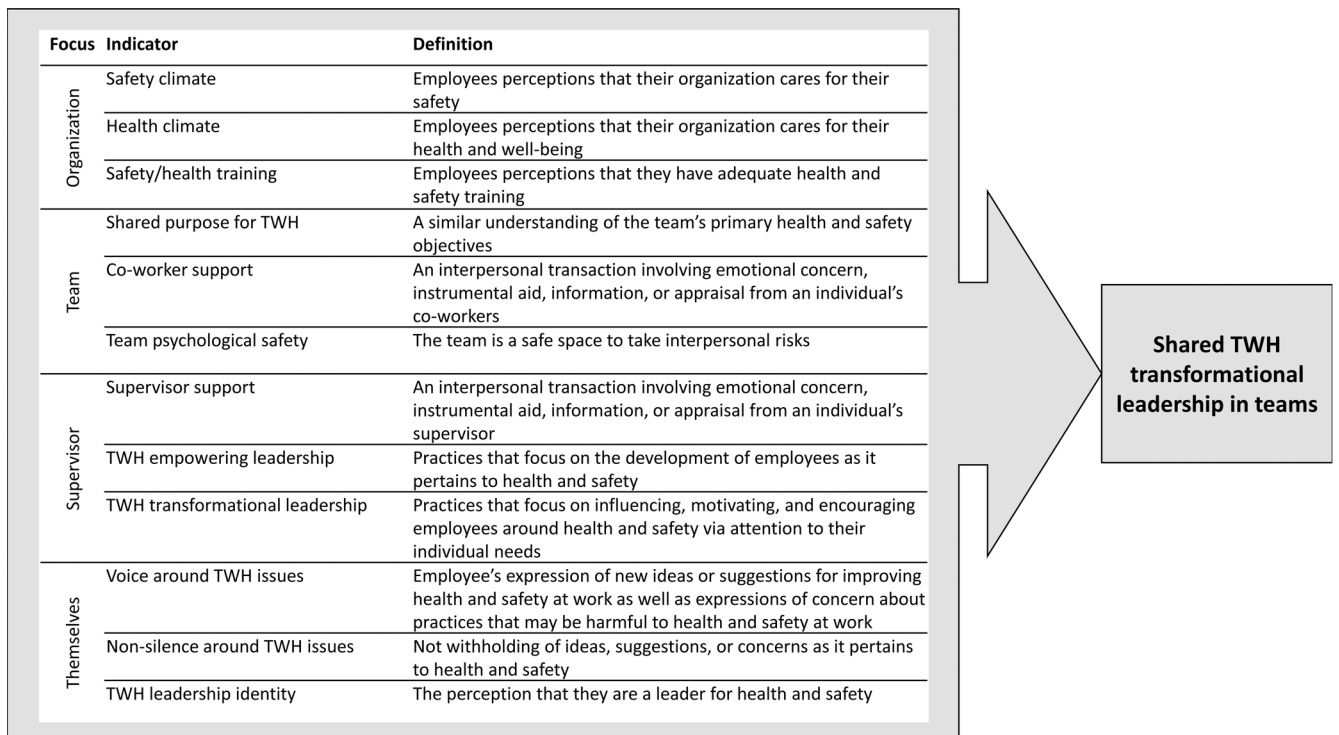 Focus Indicator Definition
Organization
Safety climate Employees perceptions that their organization cares for their
safety
Health climate Employees perceptions that their organization cares for their
health and well-being
Safety/health training Employees perceptions that they have adequate health and
safety training
Team
Shared purpose for TWH A similar understanding of the team's primary health and safety
objectives
Co-worker support An interpersonal transaction involving emotional concern,
instrumental aid, information, or appraisal from an individual's
co-workers
Team psychological safety The team is a safe space to take interpersonal risks
Supervisor
Supervisor support An interpersonal transaction involving emotional concern,
instrumental aid, information, or appraisal from an individual's
supervisor
TWH empowering leadership Practices that focus on the development of employees as it
pertains to health and safety
TWH transformational leadership Practices that focus on influencing, motivating, and encouraging
employees around health and safety via attention to their
individual needs
Themselves
Voice around TWH issues Employee's expression of new ideas or suggestions for improving
health and safety at work as well as expressions of concern about
practices that may be harmful to health and safety at work
Non-silence around TWH issues Not withholding of ideas, suggestions, or concerns as it pertains
to health and safety
TWH leadership identity The perception that they are a leader for health and safety
Shared TWH
transformational
leadership in teams